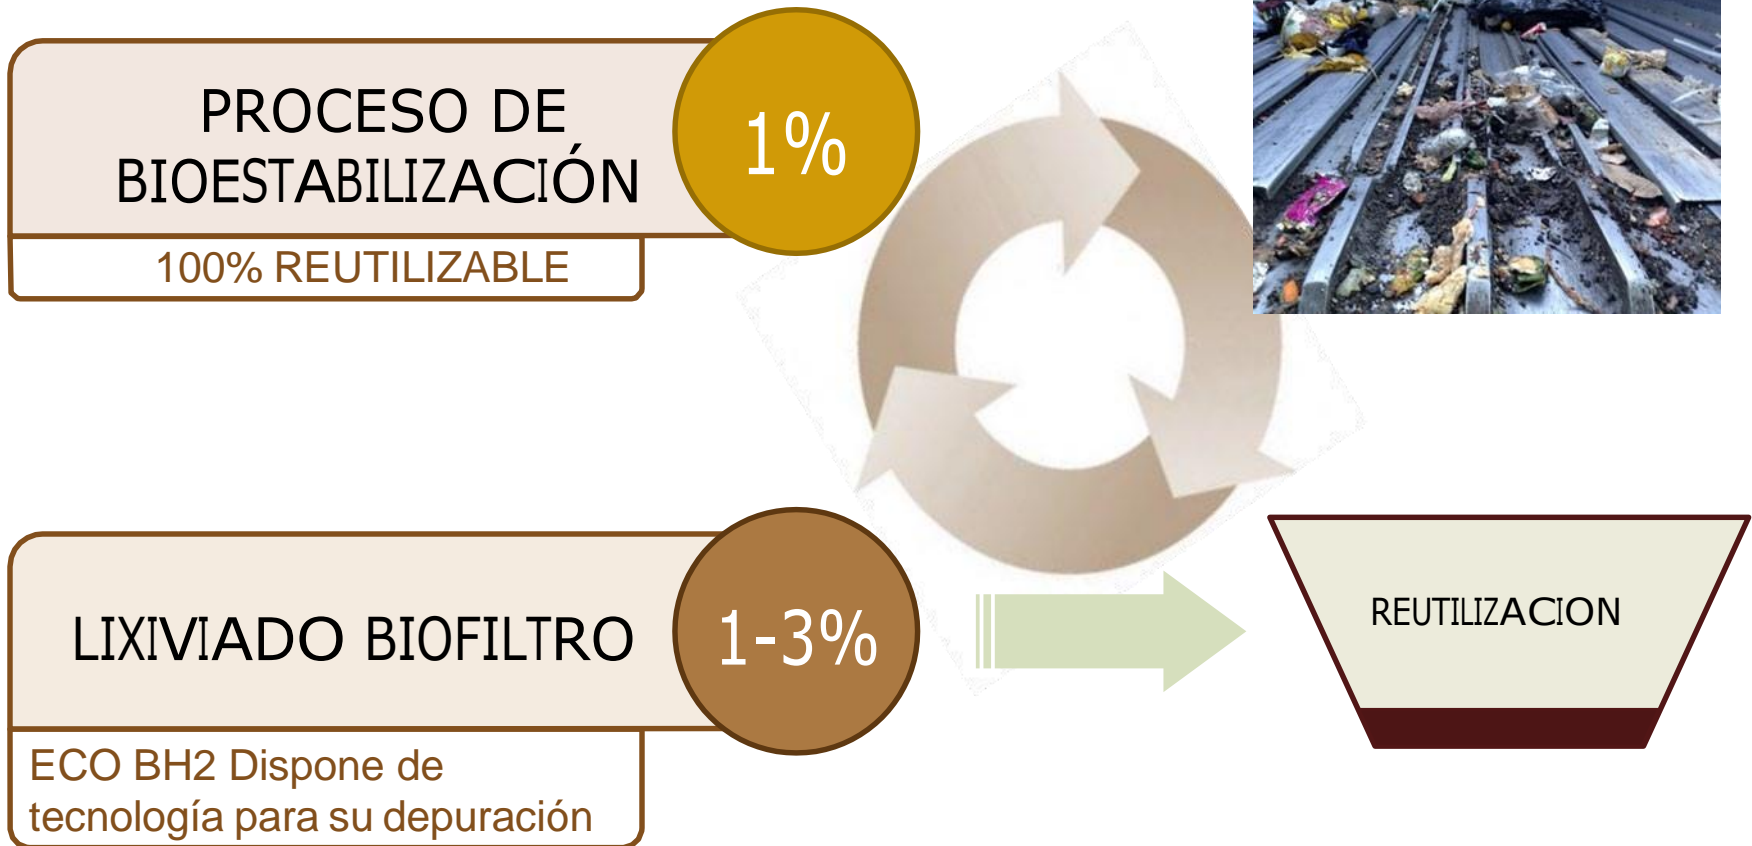 PROCESO DE
BIOESTABILIZACIÓN
1%
100% REUTILIZABLE
LIXIVIADO BIOFILTRO
1-3%
ECO BH2 Dispone de
tecnología para su depuración
REUTILIZACION